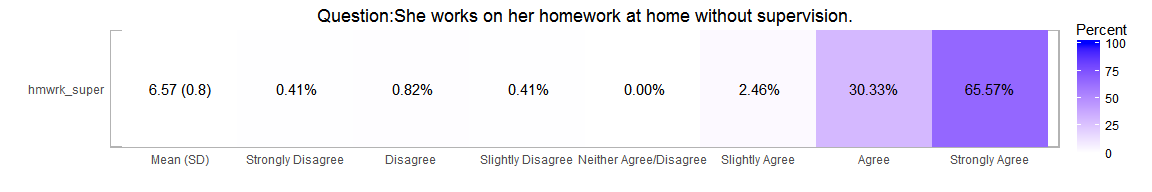 Question:She works on her homework at home without supervision.
Percent
100
75
50
25
0
hmwrk_super
6.57 (0.8) 0.41% 0.82% 0.41% 0.00% 2.46% 30.33% 65.57%
Mean (SD) Strongly Disagree Disagree Slightly Disagree Neither Agree/Disagree Slightly Agree Agree Strongly Agree